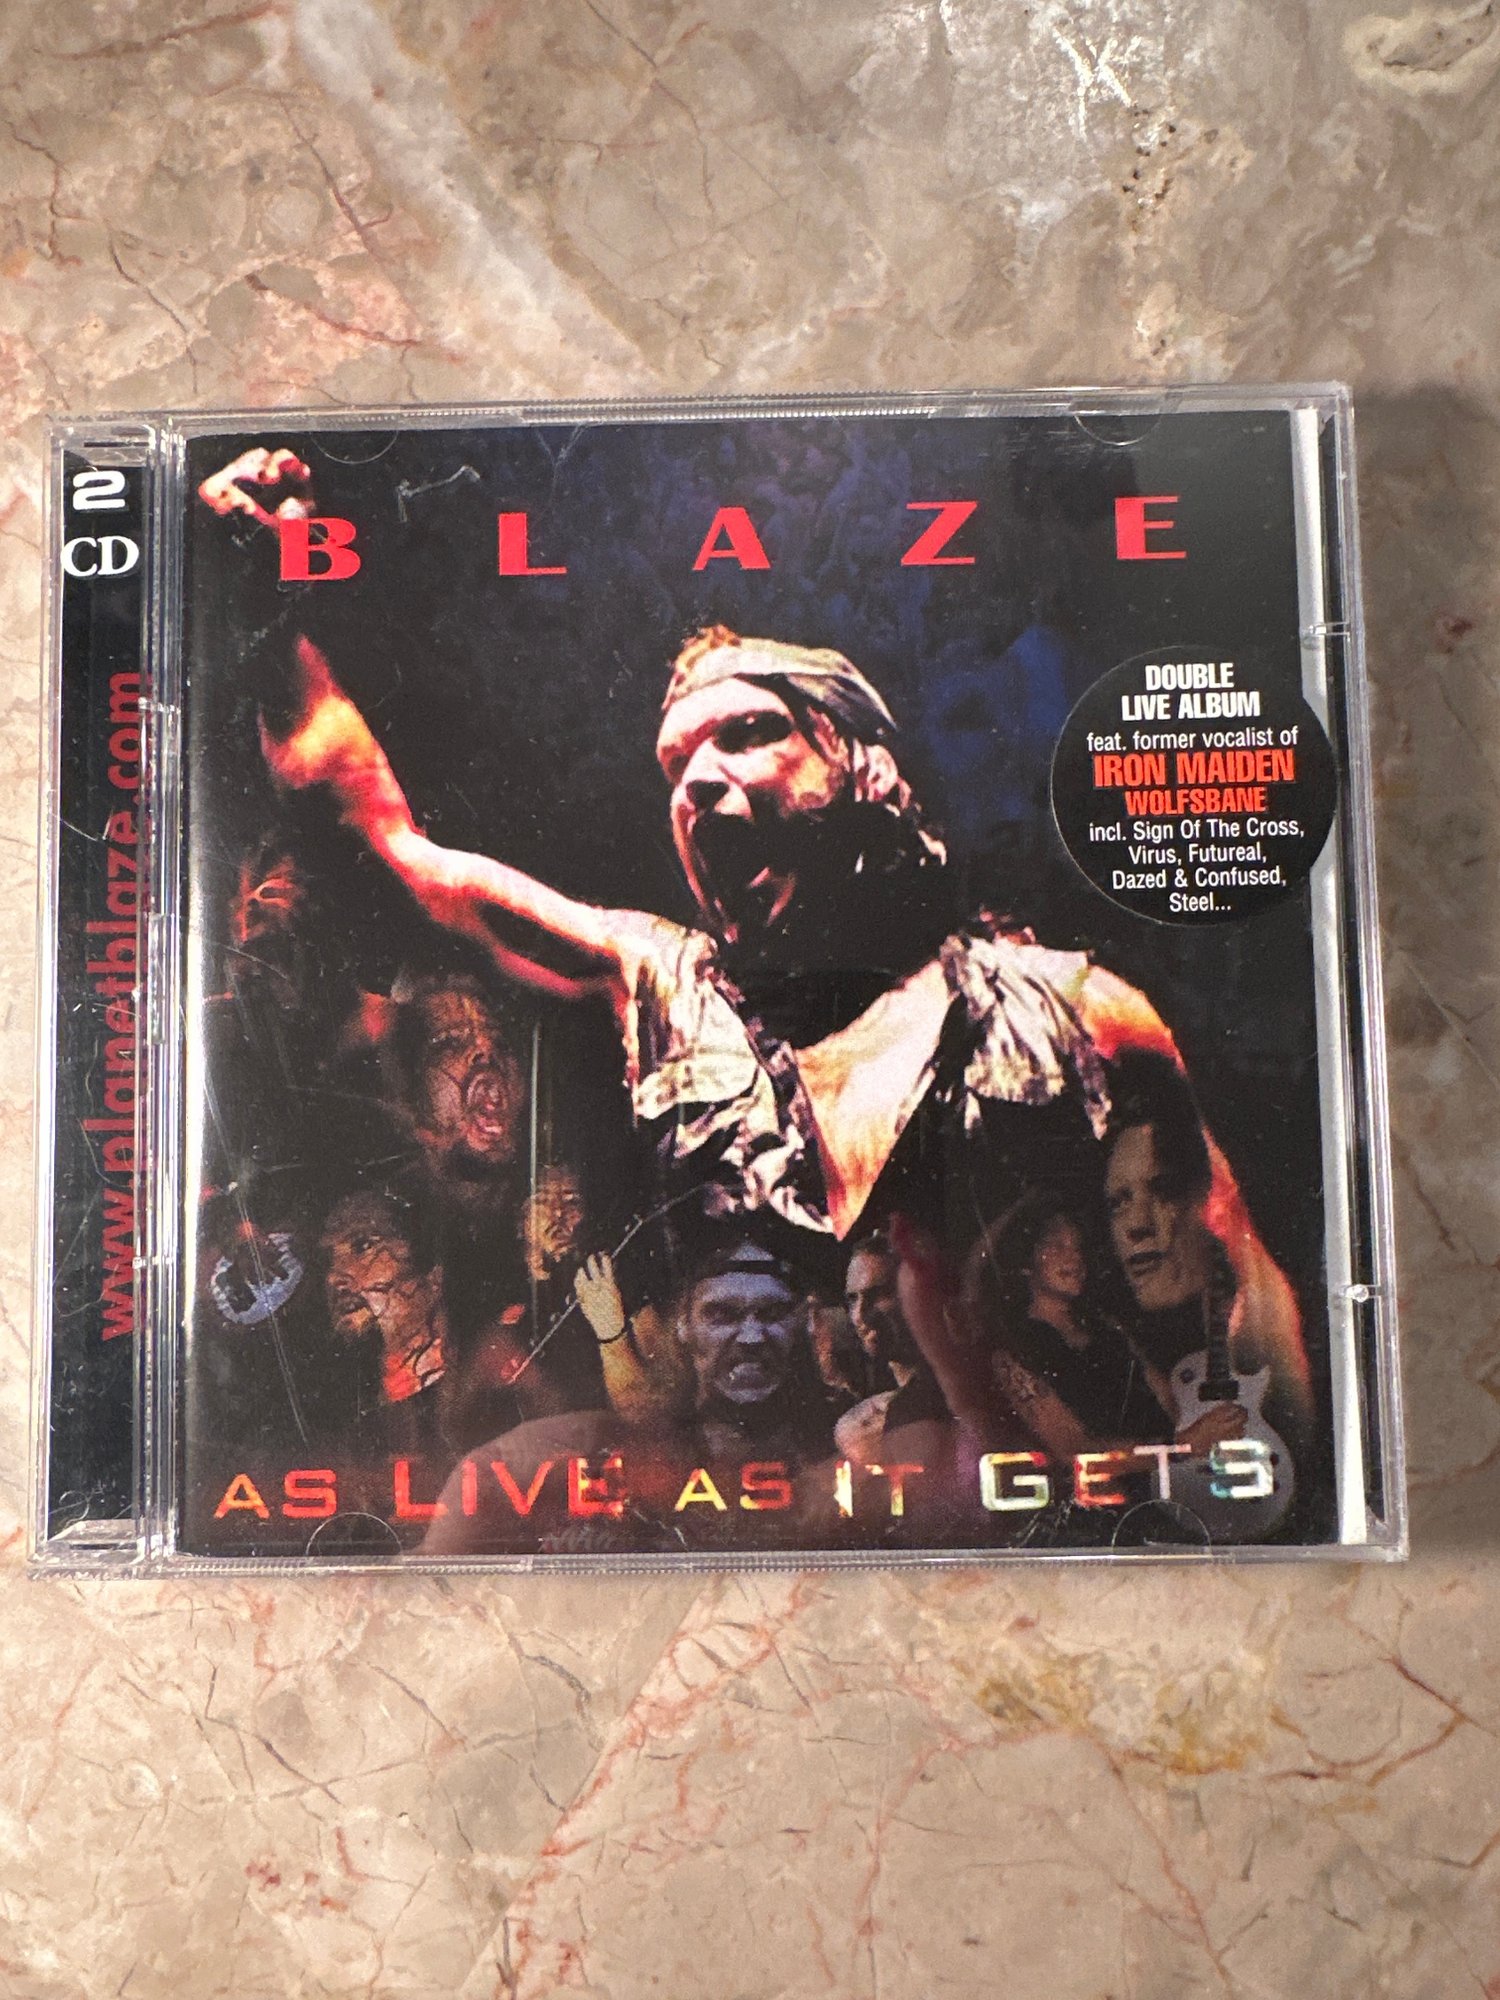 2
CD
www.planetblaze.com
BLAZE
DOUBLE
LIVE ALBUM
feat. former vocalist of
IRON MAIDEN
WOLFSBANE
incl. Sign Of The Cross,
Virus, Futureal,
Dazed & Confused,
Steel...
AS LIVE AS IT GETS